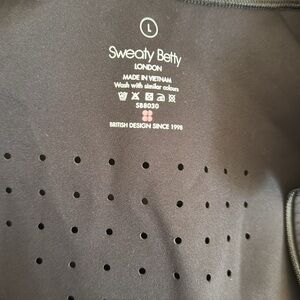 L
Sweaty Betty
LONDON
MADE IN VIETNAM
Wash with similar colours
SB8030
BRITISH DESIGN SINCE 1998